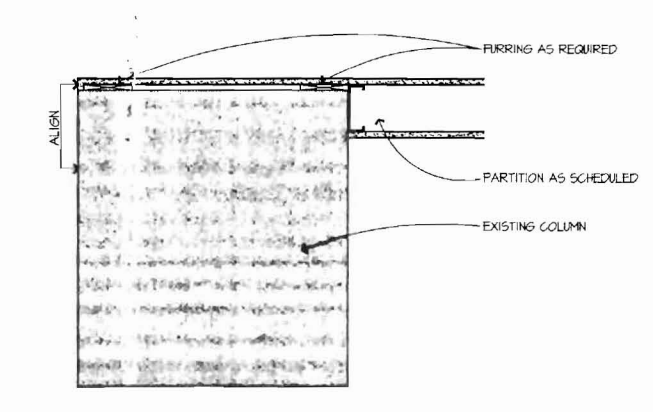 FURRING AS REQUIRED
ALIGN
PARTITION AS SCHEDULED
EXISTING COLUMN